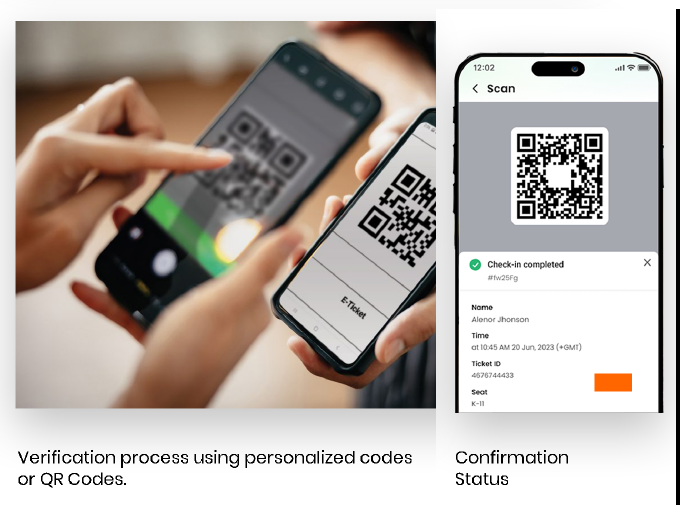 E-Ticket
12:02
Scan
Check-in completed
#fw25Fg
Name
Alenor Jhonson
Time
at 10:45 AM 20 Jun, 2023 (+GMT)
Ticket ID
4676744433
Seat
K-11
Verification process using personalized codes
or QR Codes.
Confirmation
Status